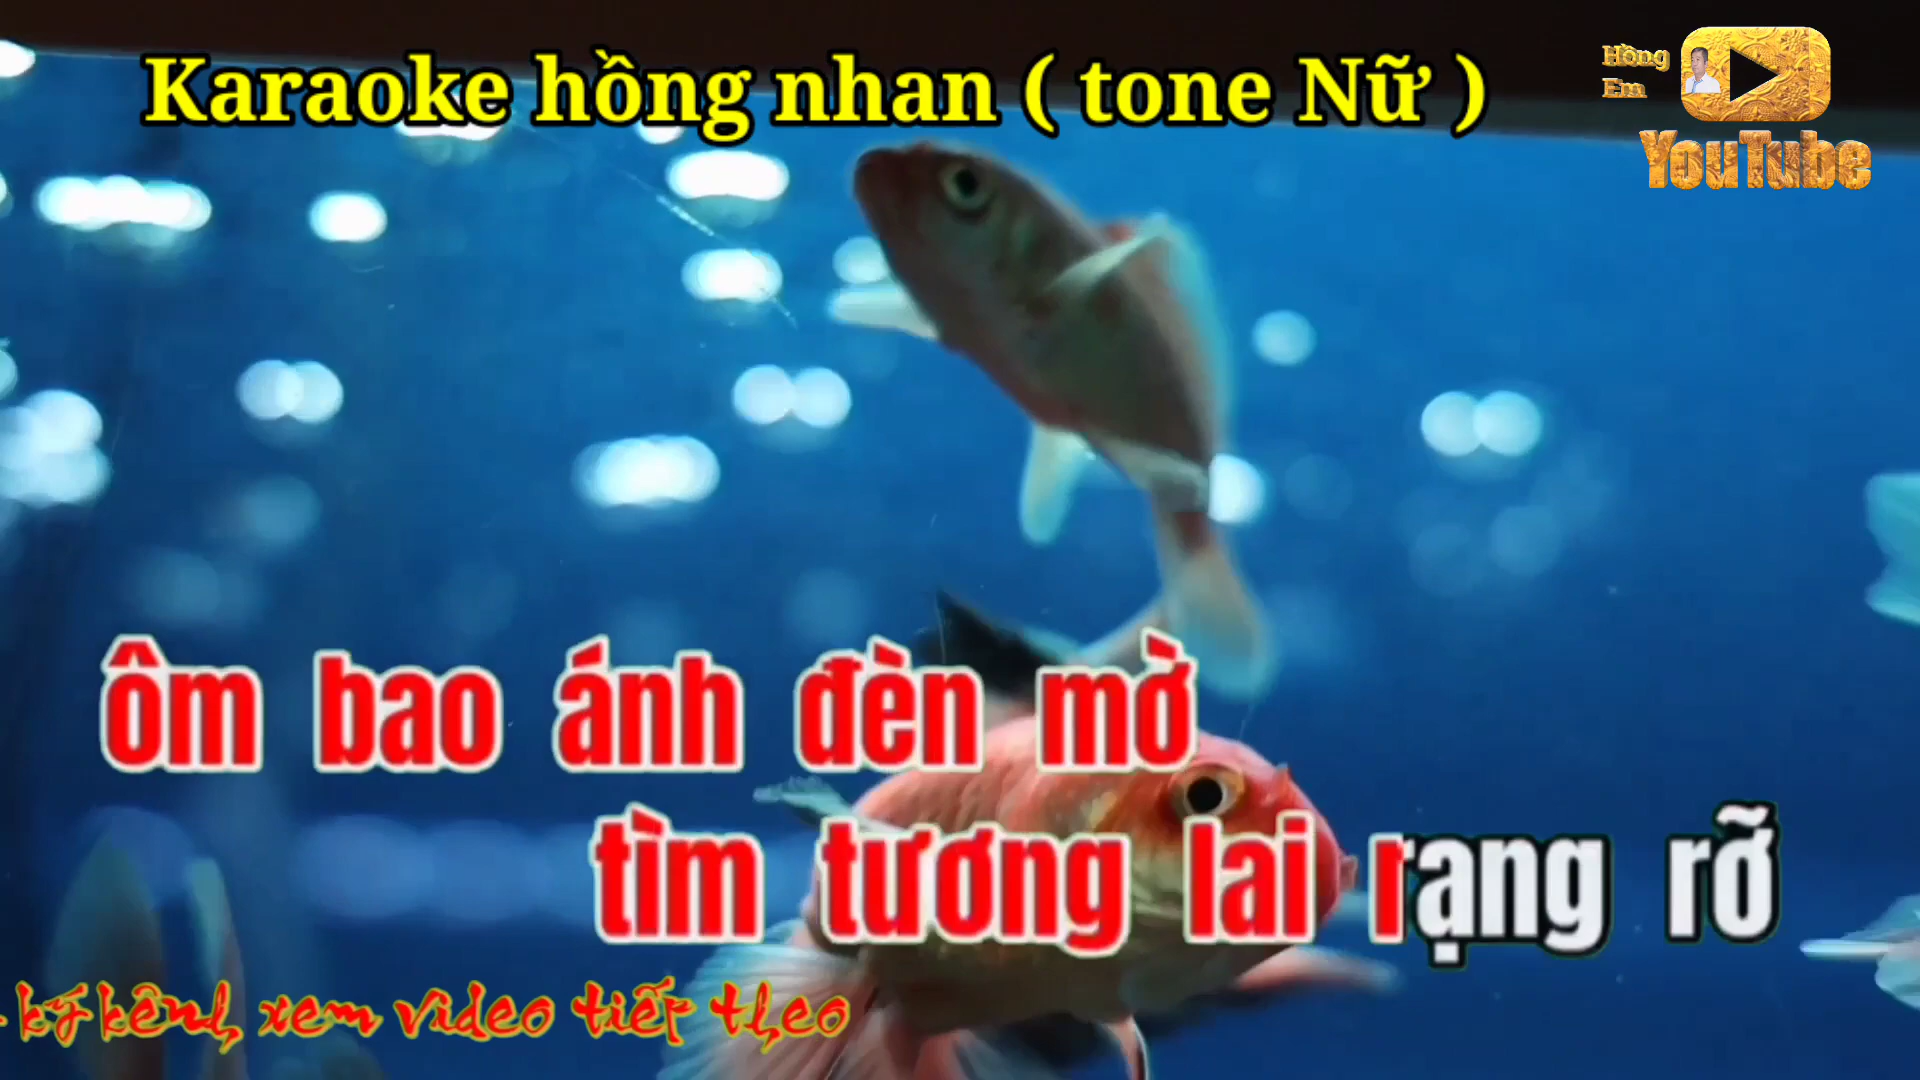 Karaoke hồng nhan ( tone Nữ )
Hồng
Em
YouTube
ôm bao ánh đèn mờ
tìm tương lai rạng rỡ
ký kênh, xem video tiếp theo